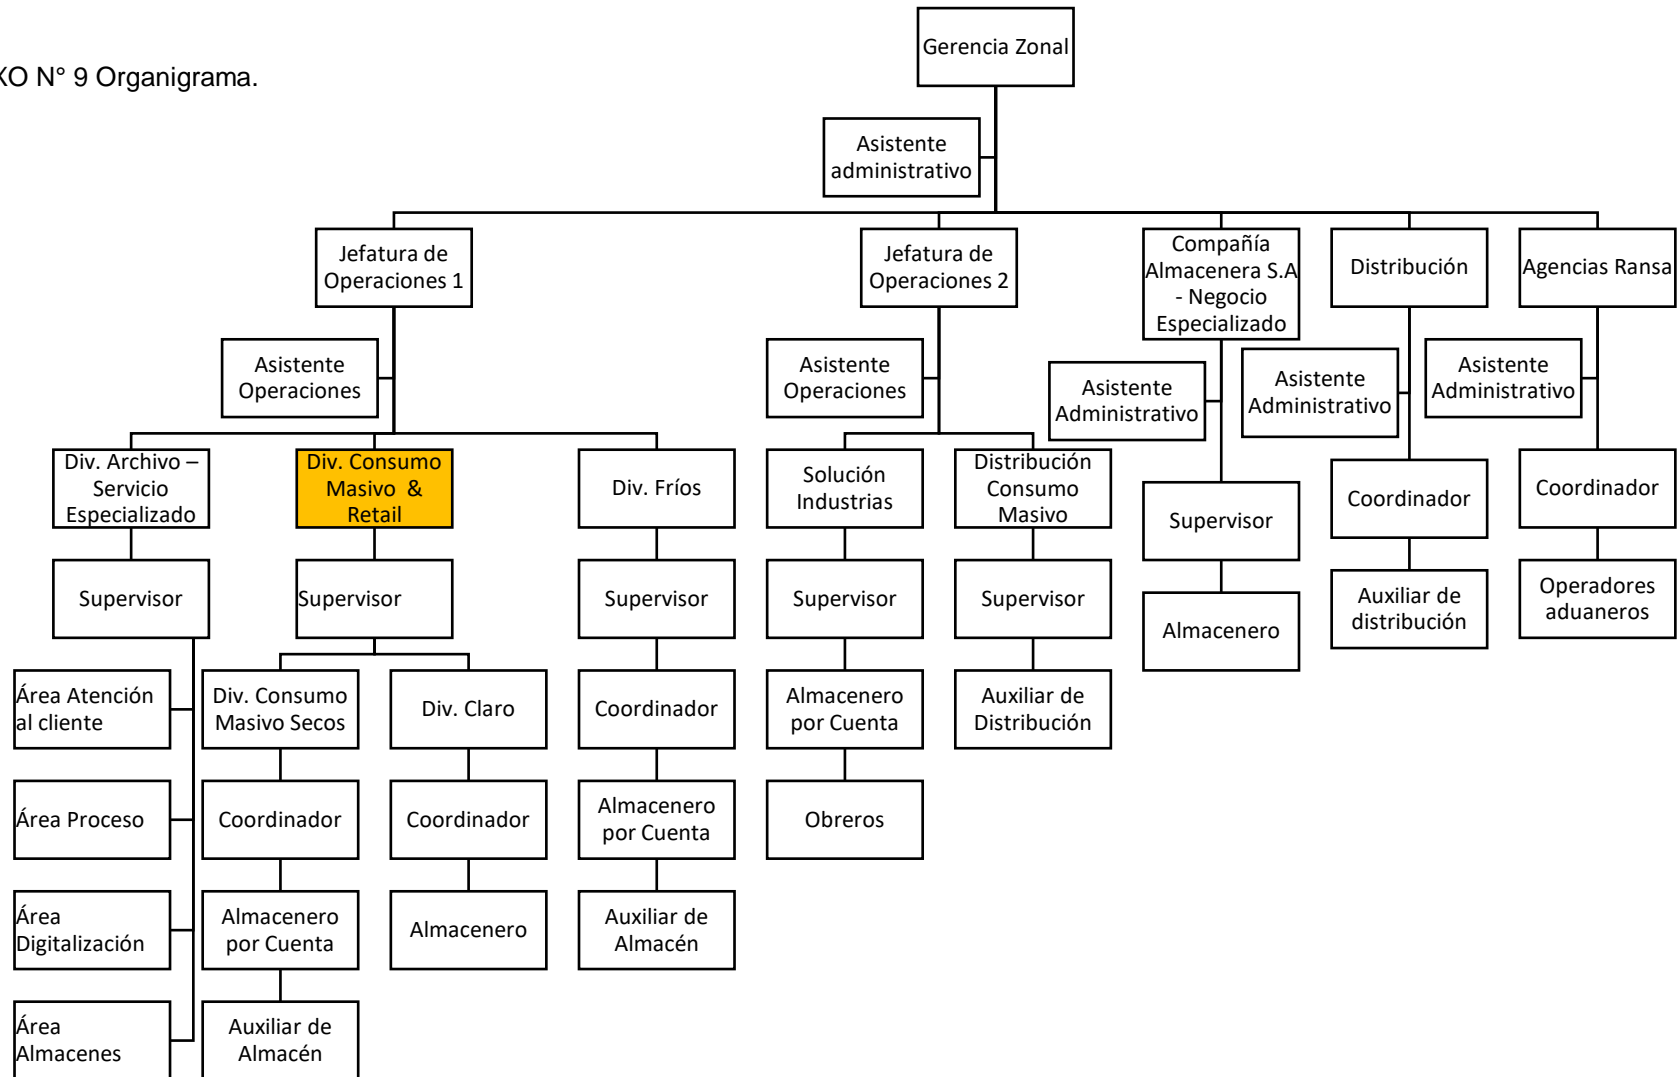 XO N° 9 Organigrama.
Gerencia Zonal
Asistente
administrativo
Jefatura de
Operaciones 1
Jefatura de
Operaciones 2
Compañía
Almacenera S.A
- Negocio
Especializado
Distribución
Agencias Ransa
Asistente
Operaciones
Asistente
Operaciones
Asistente
Administrativo
Asistente
Administrativo
Asistente
Administrativo
Div. Archivo –
Servicio
Especializado
Div. Consumo
Masivo &
Retail
Div. Fríos
Solución
Industrias
Distribución
Consumo
Masivo
Supervisor
Coordinador
Coordinador
Supervisor
Supervisor
Supervisor
Supervisor
Supervisor
Almacenero
Auxiliar de
distribución
Operadores
aduaneros
Área Atención
al cliente
Div. Consumo
Masivo Secos
Div. Claro
Coordinador
Almacenero
por Cuenta
Auxiliar de
Distribución
Área Proceso
Coordinador
Coordinador
Almacenero
por Cuenta
Obreros
Área
Digitalización
Almacenero
por Cuenta
Almacenero
Auxiliar de
Almacén
Área
Almacenes
Auxiliar de
Almacén